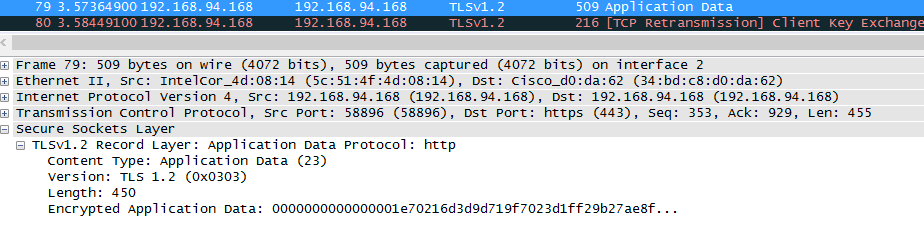 79 3.57364900 192.168.94.168 192.168.94.168 TLSv1.2 509 Application Data
80 3.58449100 192.168.94.168 192.168.94.168 TLSv1.2 216 [TCP Retransmission] Client Key Exchange
Frame 79: 509 bytes on wire (4072 bits), 509 bytes captured (4072 bits) on interface 2
Ethernet II, Src: IntelCor_4d:08:14 (5c:51:4f:4d:08:14), Dst: Cisco_d0:da:62 (34:bd:c8:d0:da:62)
Internet Protocol Version 4, Src: 192.168.94.168 (192.168.94.168), Dst: 192.168.94.168 (192.168.94.168)
Transmission Control Protocol, Src Port: 58896 (58896), Dst Port: https (443), Seq: 353, Ack: 929, Len: 455
Secure Sockets Layer
TLSv1.2 Record Layer: Application Data Protocol: http
Content Type: Application Data (23)
Version: TLS 1.2 (0x0303)
Length: 450
Encrypted Application Data: 0000000000000001e70216d3d9d719f7023d1ff29b27ae8f...